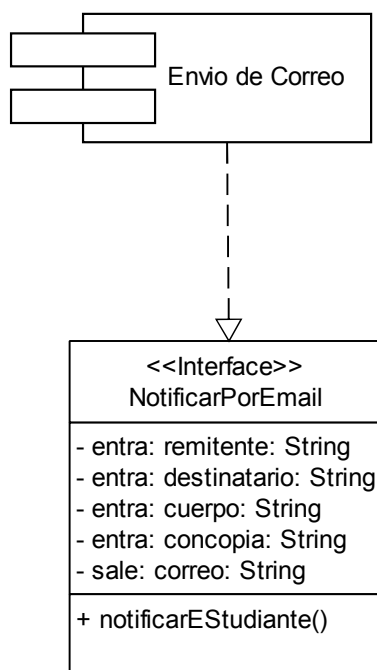 Envio de Correo
<<Interface>>
NotificarPorEmail
- entra: remitente: String
- entra: destinatario: String
- entra: cuerpo: String
- entra: concopia: String
- sale: correo: String
+ notificarEStudiante()